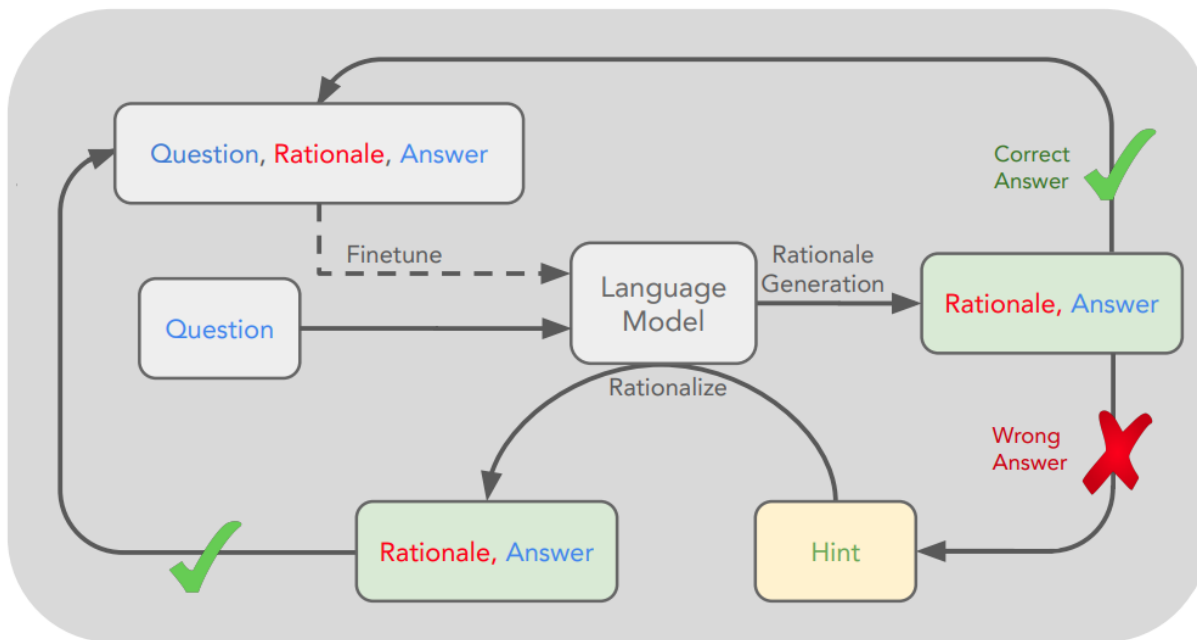 Question, Rationale, Answer
Correct
Answer
Finetune
Rationale
Generation
Language
Model
Rationale, Answer
Question
Rationalize
Wrong
Answer
Rationale, Answer
Hint